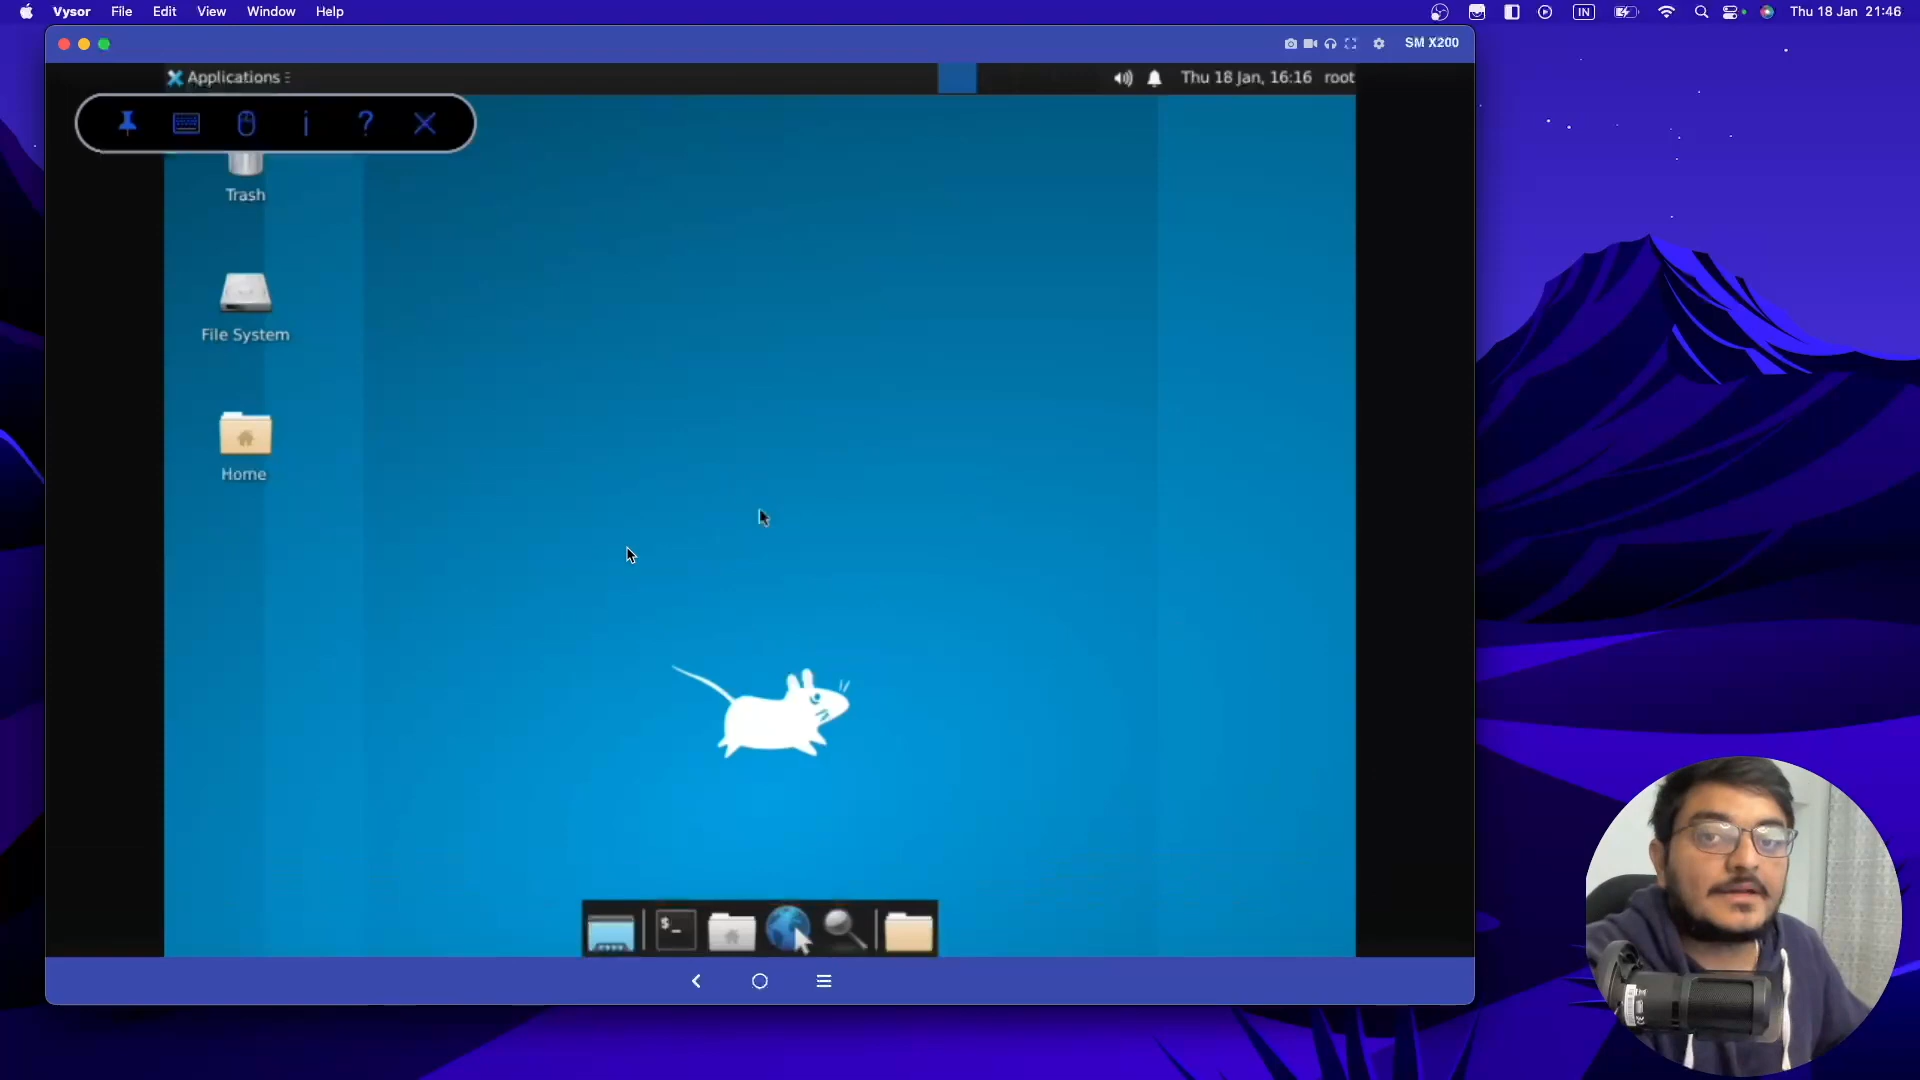 Vysor File Edit View Window Help
IN
Thu 18 Jan 21:46
SM X200
Applications
Thu 18 Jan, 16:16 root
i ?
Trash
File System
Home
$_